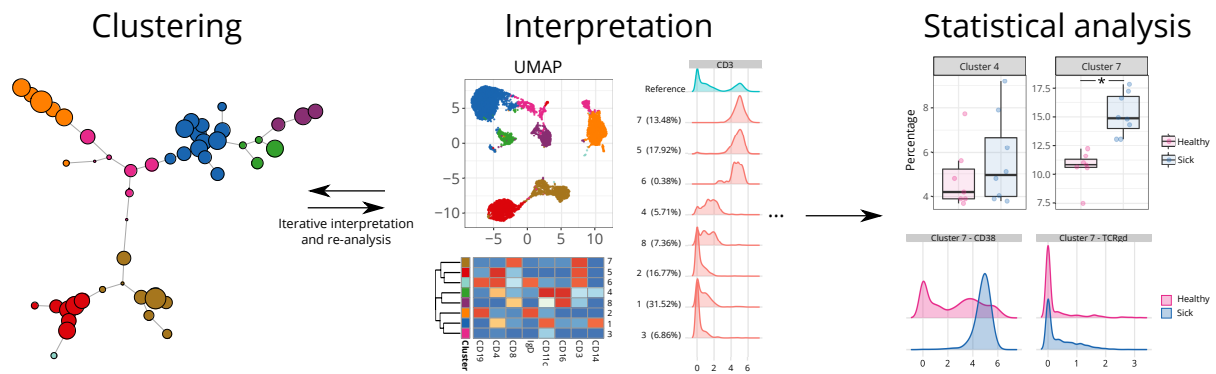 Clustering
Interpretation
Statistical analysis
Iterative interpretation
and re-analysis
UMAP
5
0
−5
−10
−5 0 5 10
7
5
6
4
8
2
1
3
Cluster
CD19
CD4
CD8
IgD
CD11c
CD16
CD3
CD14
CD3
Reference
7 (13.48%)
5 (17.92%)
6 (0.38%)
4 (5.71%)
8 (7.36%)
2 (16.77%)
1 (31.52%)
3 (6.86%)
0 2 4 6
...
Percentage
Cluster 4
8
6
4
Cluster 7
*
17.5
15.0
12.5
10.0
7.5
Healthy
Sick
Cluster 7 - CD38
0 2 4 6
Cluster 7 - TCRgd
0 1 2 3
Healthy
Sick